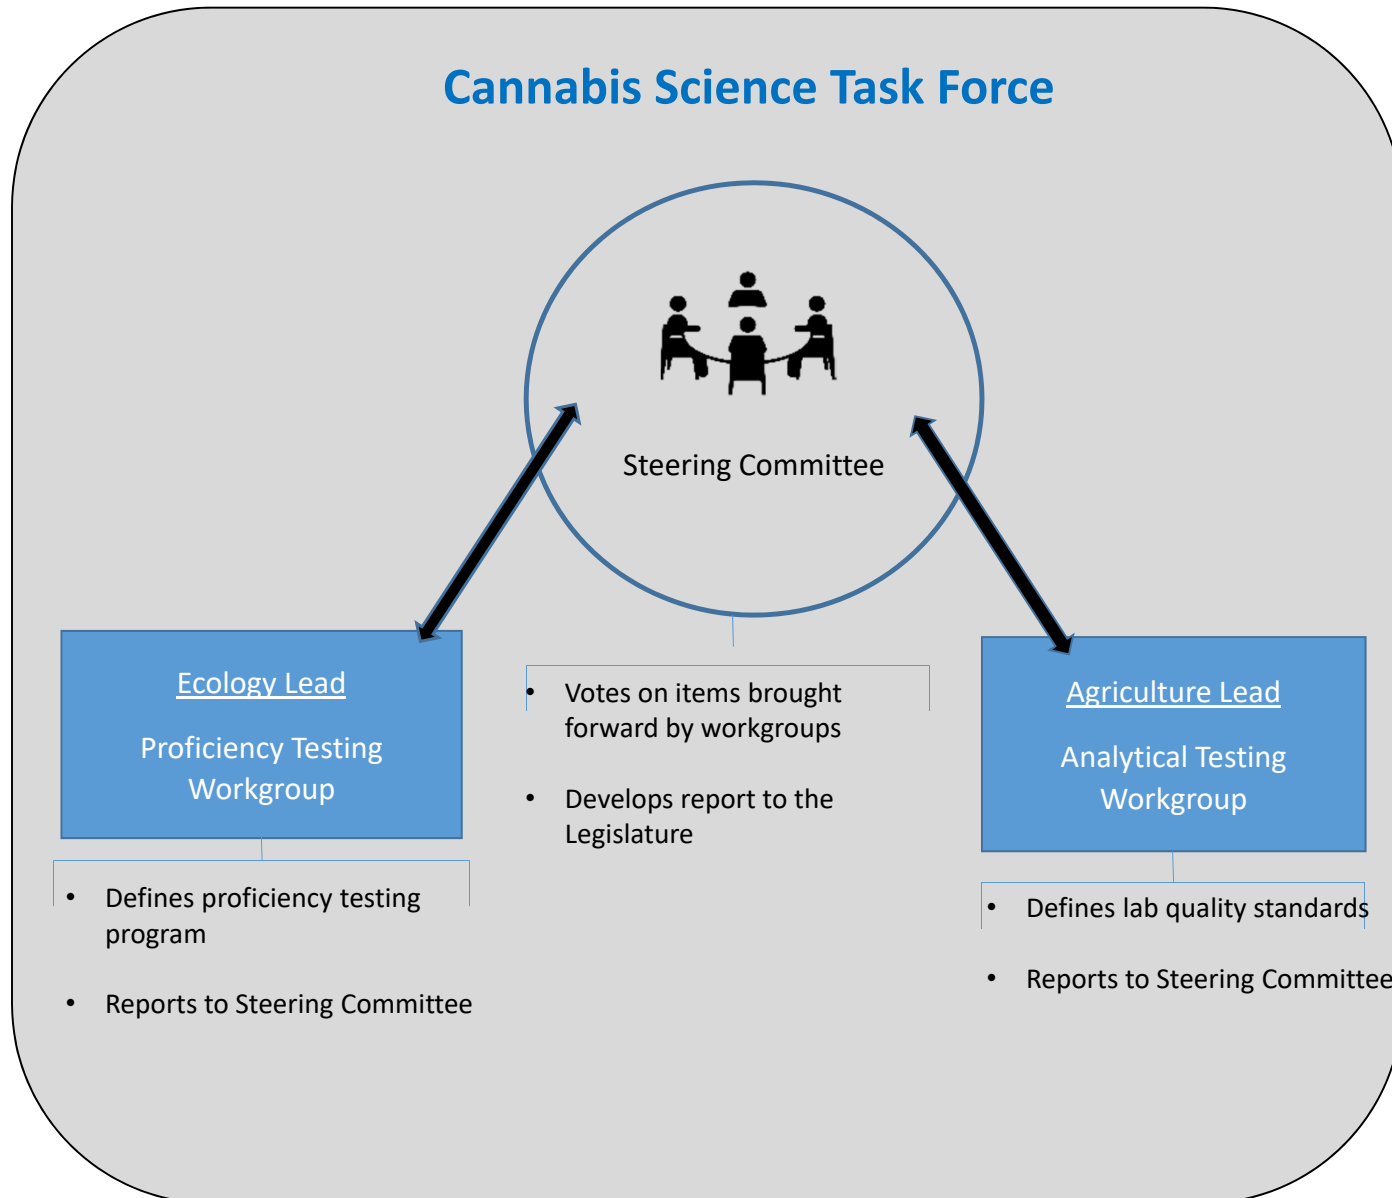 Cannabis Science Task Force
Steering Committee
Ecology Lead
Proficiency Testing
Workgroup
• Defines proficiency testing
program
• Reports to Steering Committee
• Votes on items brought
forward by workgroups
• Develops report to the
Legislature
Agriculture Lead
Analytical Testing
Workgroup
• Defines lab quality standards
• Reports to Steering Committee